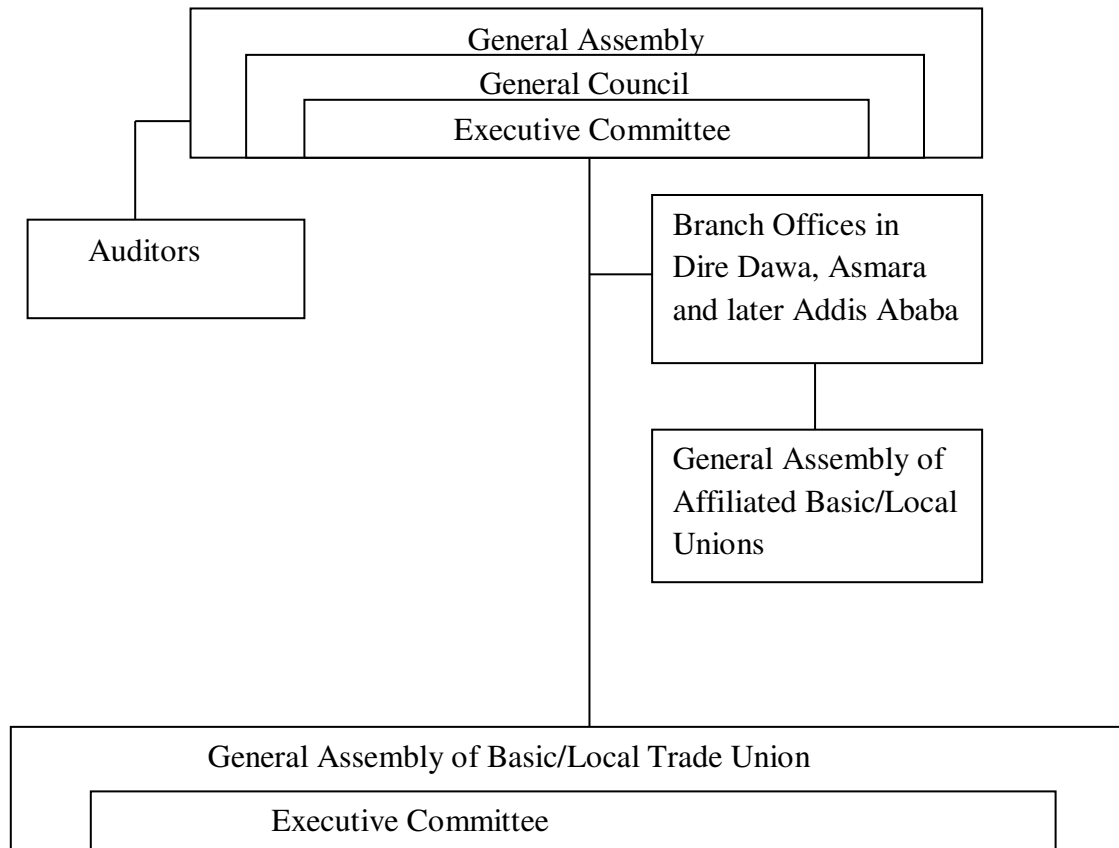 General Assembly
General Council
Executive Committee
Auditors
Branch Offices in
Dire Dawa, Asmara
and later Addis Ababa
General Assembly of
Affiliated Basic/Local
Unions
General Assembly of Basic/Local Trade Union
Executive Committee